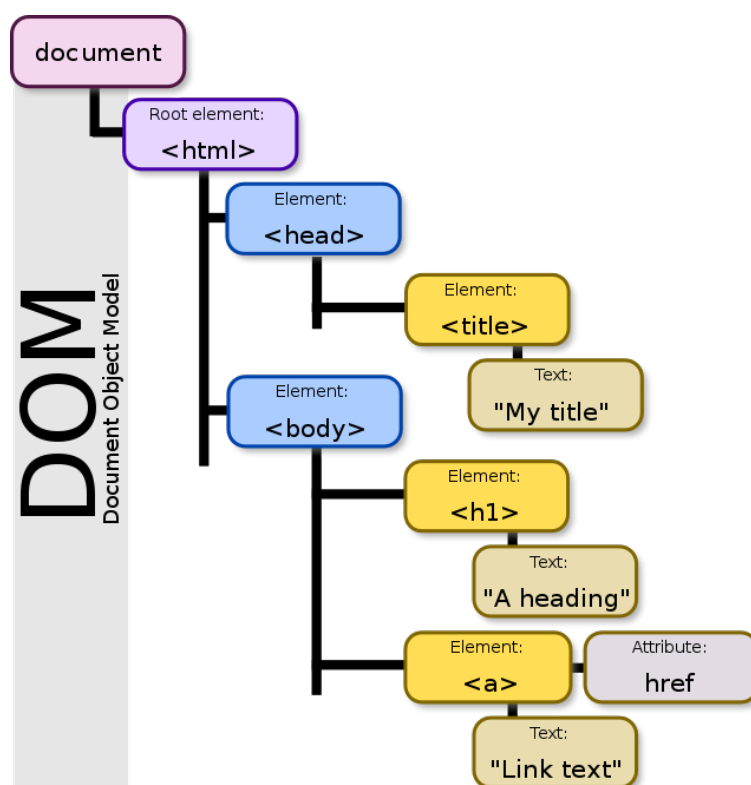 document
Root element:
<html>
Element:
<head>
Element:
<title>
Text:
"My title"
Element:
<body>
Element:
<h1>
Text:
"A heading"
Element:
<a>
Attribute:
href
Text:
"Link text"
DOM
Document Object Model